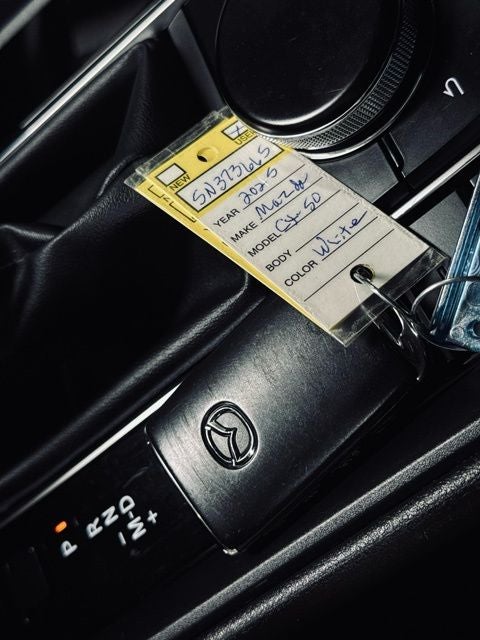 NEW
USED
SN373665
YEAR 2025
MAKE Mazda
MODEL CX-50
BODY
COLOR White
P
R
N
D
M
+
-